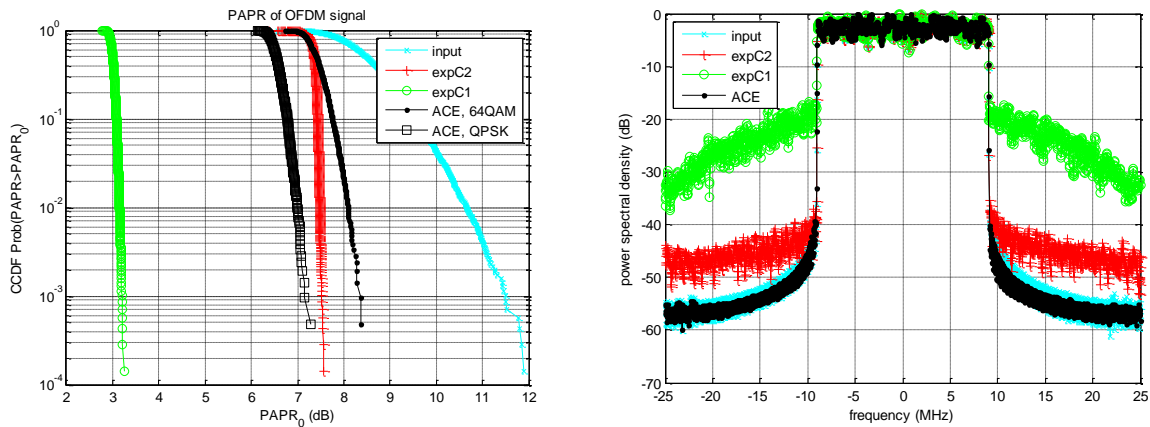 PAPR of OFDM signal
CCDF Prob(PAPR>PAPR0)
10^0
10^-1
10^-2
10^-3
10^-4
input
expC2
expC1
ACE, 64QAM
ACE, QPSK
2 3 4 5 6 7 8 9 10 11 12
PAPR0 (dB)
power spectral density (dB)
0
-10
-20
-30
-40
-50
-60
-70
input
expC2
expC1
ACE
-25 -20 -15 -10 -5 0 5 10 15 20 25
frequency (MHz)